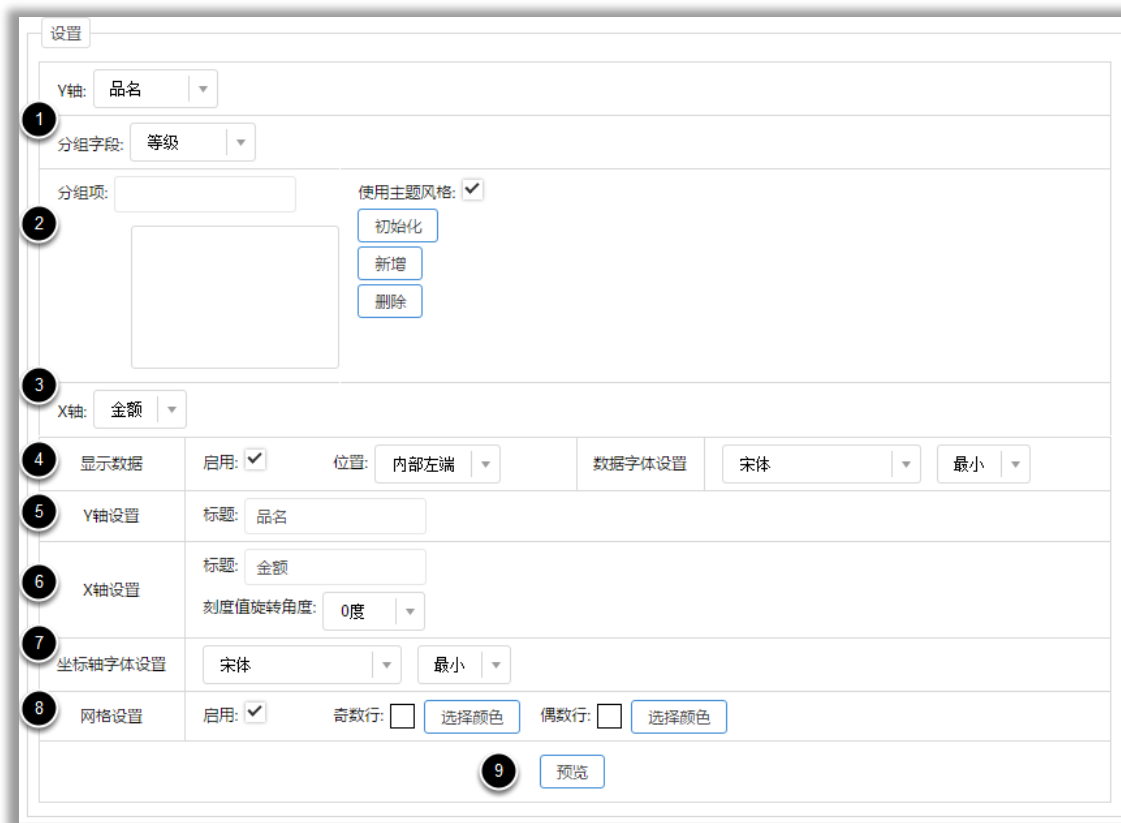 设置
Y轴: 品名
1
分组字段: 等级
分组项: 使用主题风格:
2
初始化
新增
删除
3
X轴: 金额
4 显示数据 启用: 位置: 内部左端 数据字体设置 宋体 最小
5 Y轴设置 标题: 品名
6 X轴设置 标题: 金额
刻度值旋转角度: 0度
7
坐标轴字体设置 宋体 最小
8 网格设置 启用: 奇数行: 选择颜色 偶数行: 选择颜色
9 预览